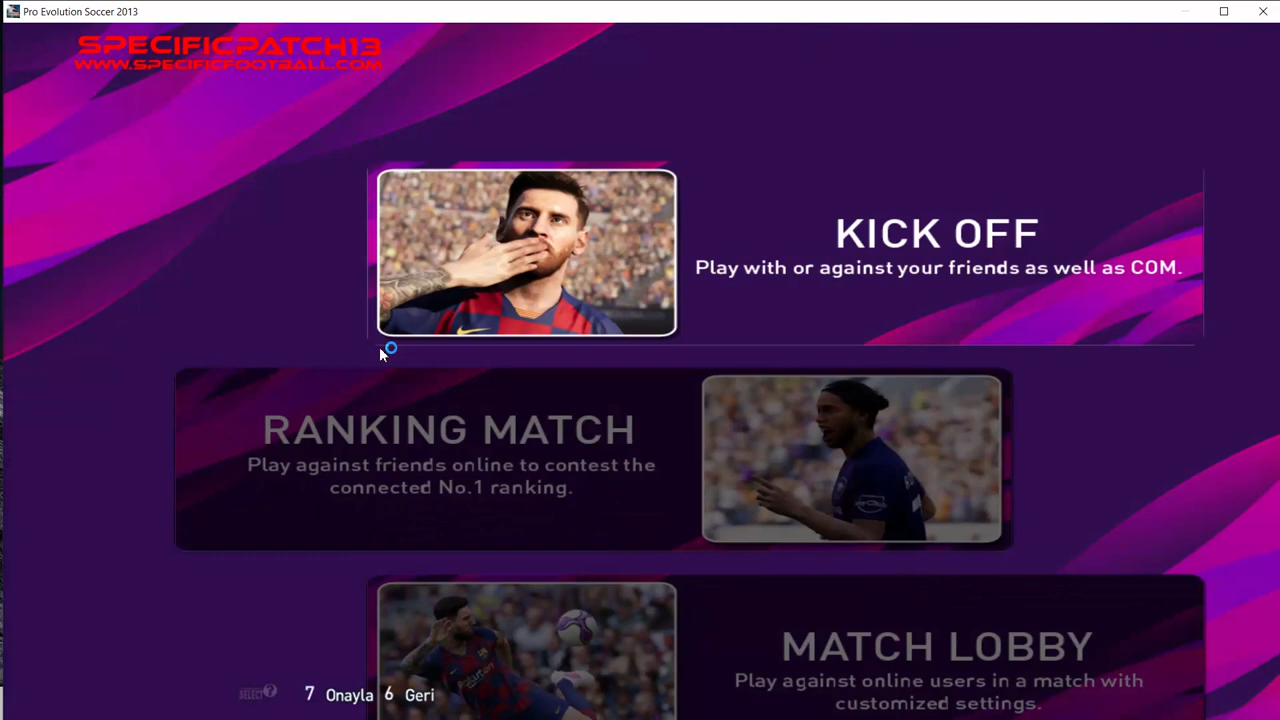 Pro Evolution Soccer 2013
SPECIFICPATCH13
WWW.SPECIFICFOOTBALL.COM
KICK OFF
Play with or against your friends as well as COM.
RANKING MATCH
Play against friends online to contest the
connected No.1 ranking.
MATCH LOBBY
Play against online users in a match with
customized settings.
SELECT ? 7 Onayla 6 Geri